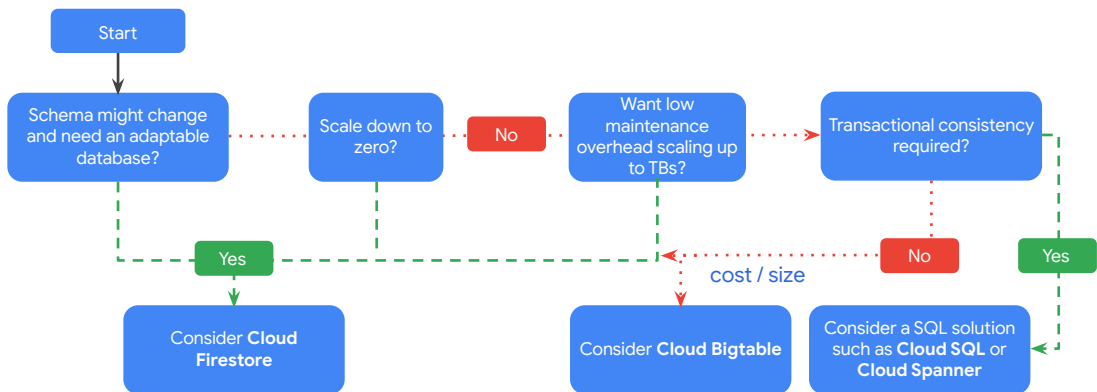 Start
Schema might change
and need an adaptable
database?
Scale down to
zero?
No
Want low
maintenance
overhead scaling up
to TBs?
Transactional consistency
required?
Yes
No
Yes
cost / size
Consider Cloud
Firestore
Consider Cloud Bigtable
Consider a SQL solution
such as Cloud SQL or
Cloud Spanner